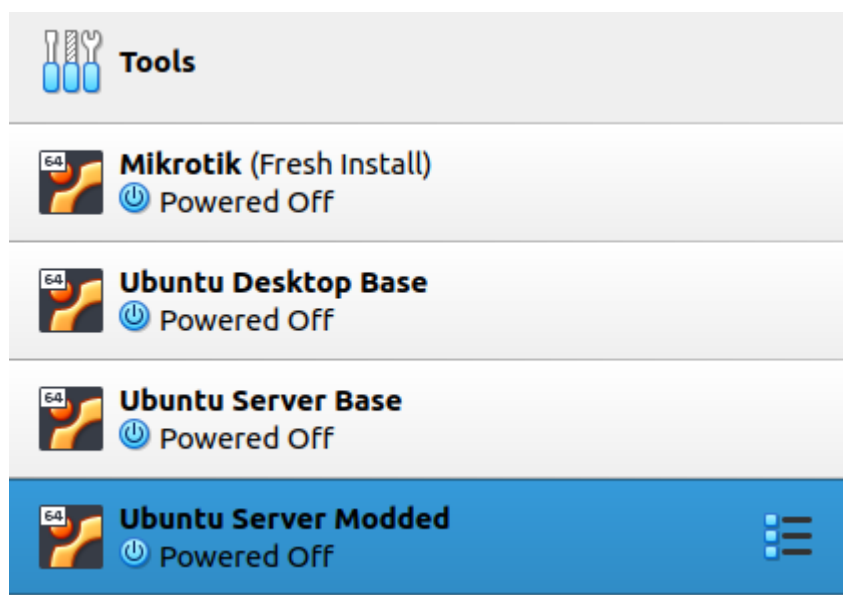 Tools
64
Mikrotik (Fresh Install)
Powered Off
64
Ubuntu Desktop Base
Powered Off
64
Ubuntu Server Base
Powered Off
64
Ubuntu Server Modded
Powered Off